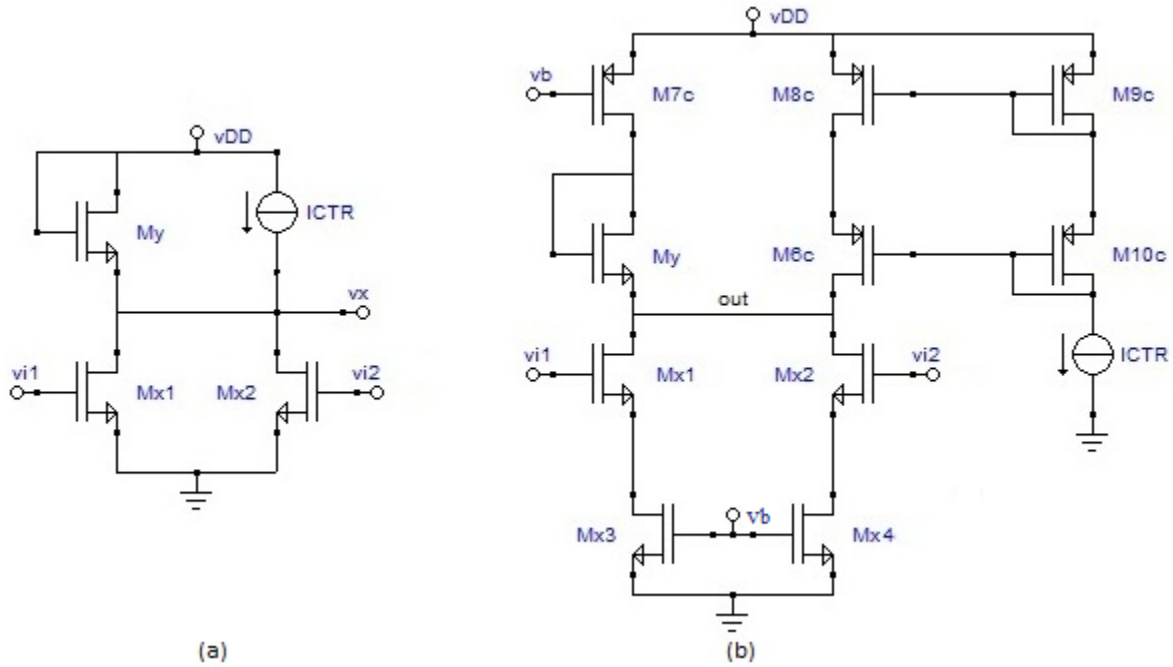 vDD
vb
M7c
M8c
M9c
vDD
ICTR
My
My
M6c
M10c
vx
out
ICTR
vi1
Mx1
Mx2
vi2
vi1
Mx1
Mx2
vi2
Mx3
Vb
Mx4
(a)
(b)